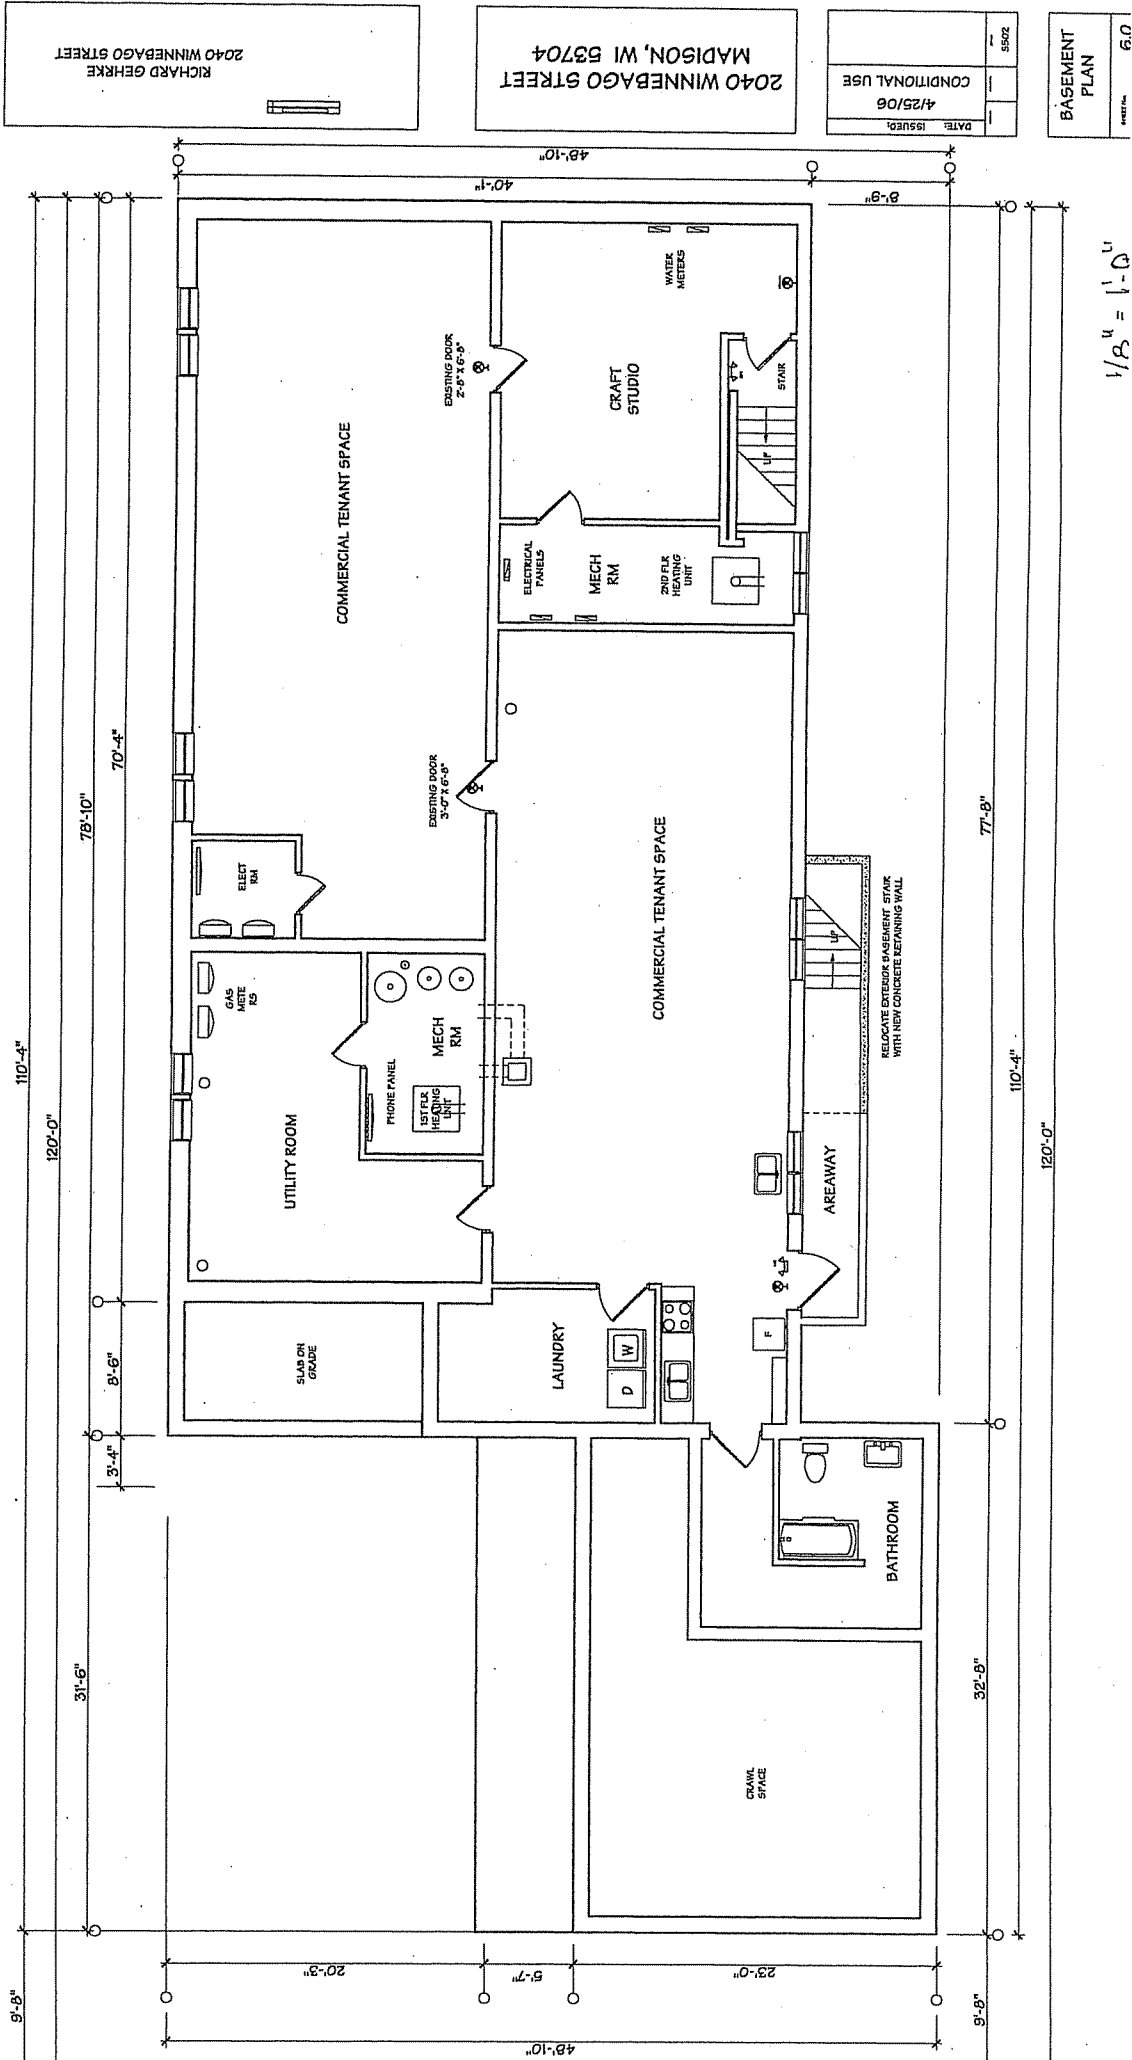 RICHARD GEHRKE
2040 WINNEBAGO STREET
2040 WINNEBAGO STREET
MADISON, WI 53704
DATE: ISSUED:
4/25/06
CONDITIONAL USE
5502
BASEMENT
PLAN
6.0
1/8" = 1'-0"
48'-10"
40'-1"
8'-9"
110'-4"
120'-0"
78'-10"
70'-4"
8'-6"
3'-4"
31'-6"
9'-8"
COMMERCIAL TENANT SPACE
EXISTING DOOR
2'-8" X 6'-8"
WATER
METERS
CRAFT
STUDIO
STAIR
UP
ELECTRICAL
PANELS
MECH
RM
2ND FLR
HEATING
UNIT
EXISTING DOOR
3'-0" X 6'-8"
ELECT
RM
COMMERCIAL TENANT SPACE
GAS
METE
RS
MECH
RM
PHONE PANEL
1ST FLR
HEATING
UNIT
UTILITY ROOM
UP
RELOCATE EXTERIOR BASEMENT STAIR
WITH NEW CONCRETE RETAINING WALL
AREAWAY
SLAB ON
GRADE
LAUNDRY
W
D
F
BATHROOM
CRAWL
SPACE
77'-8"
110'-4"
120'-0"
32'-8"
9'-8"
20'-3"
5'-7"
23'-0"
48'-10"